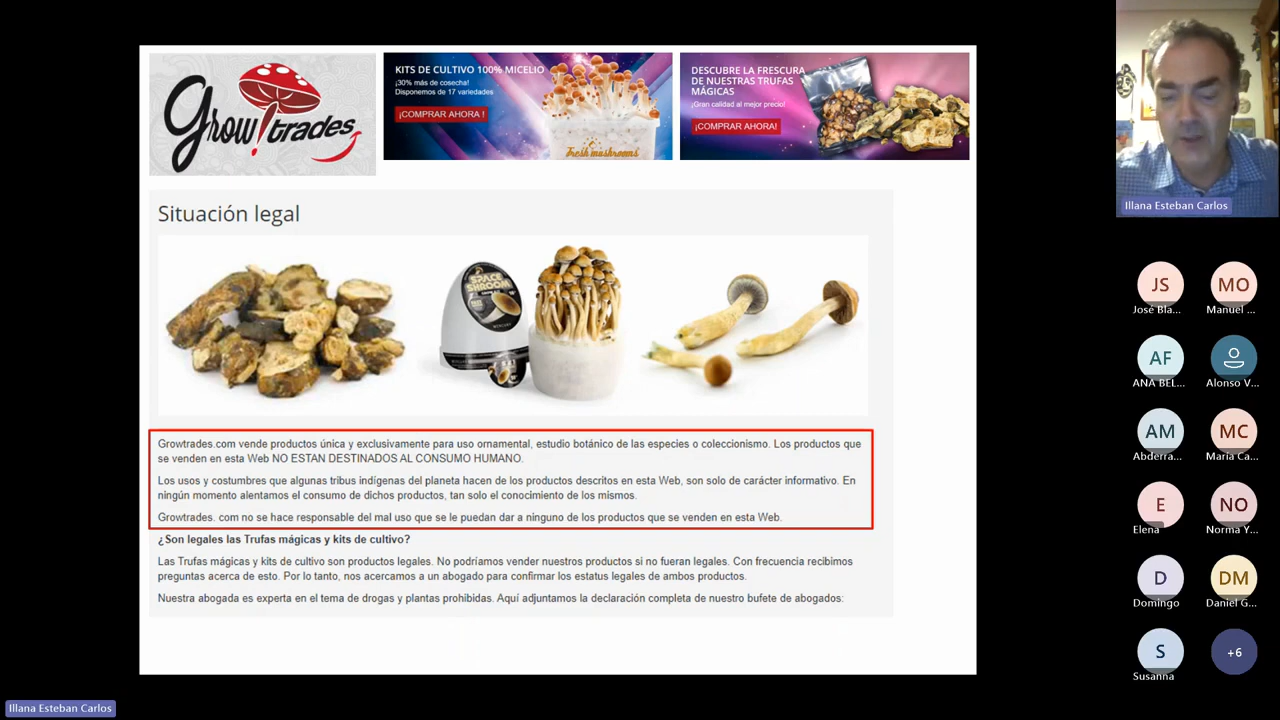 Grow trades
KITS DE CULTIVO 100% MICELIO
¡30% más de cosecha!
Disponemos de 17 variedades
¡COMPRAR AHORA !
Fresh mushrooms
DESCUBRE LA FRESCURA
DE NUESTRAS TRUFAS
MÁGICAS
¡Gran calidad al mejor precio!
¡COMPRAR AHORA!
Situación legal
SPACE
SHROOM
Growtrades.com vende productos única y exclusivamente para uso ornamental, estudio botánico de las especies o coleccionismo. Los productos que
se venden en esta Web NO ESTAN DESTINADOS AL CONSUMO HUMANO.
Los usos y costumbres que algunas tribus indígenas del planeta hacen de los productos descritos en esta Web, son solo de carácter informativo. En
ningún momento alentamos el consumo de dichos productos, tan solo el conocimiento de los mismos.
Growtrades. com no se hace responsable del mal uso que se le puedan dar a ninguno de los productos que se venden en esta Web.
¿Son legales las Trufas mágicas y kits de cultivo?
Las Trufas mágicas y kits de cultivo son productos legales. No podríamos vender nuestros productos si no fueran legales. Con frecuencia recibimos
preguntas acerca de esto. Por lo tanto, nos acercamos a un abogado para confirmar los estatus legales de ambos productos.
Nuestra abogada es experta en el tema de drogas y plantas prohibidas. Aquí adjuntamos la declaración completa de nuestro bufete de abogados:
Illana Esteban Carlos
JS
MO
José Bla...
Manuel ...
AF
ANA BEL...
Alonso V...
AM
MC
Abderra...
María Ca...
E
NO
Elena
Norma Y...
D
DM
Domingo
Daniel G...
S
+6
Susanna
Illana Esteban Carlos